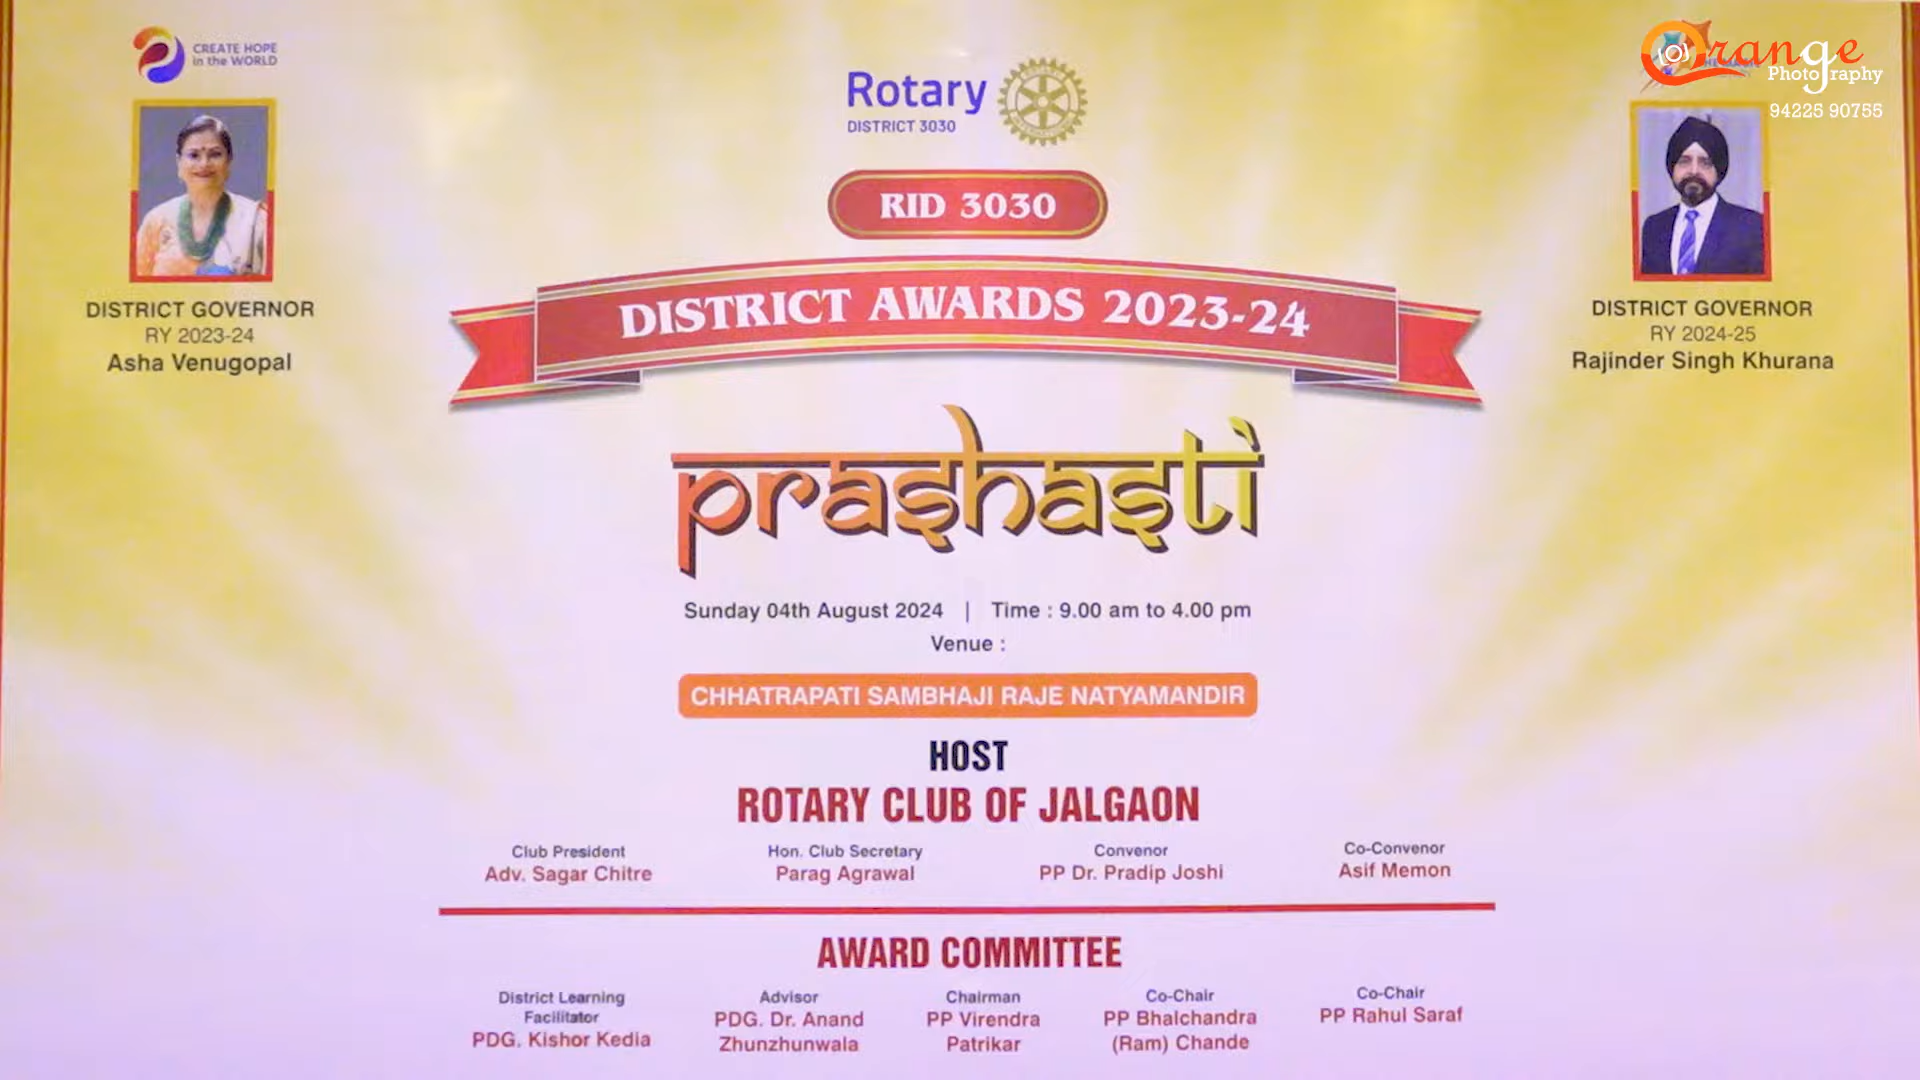 CREATE HOPE
in the WORLD
Rotary
DISTRICT 3030
Orange
Photography
94225 90755
RID 3030
DISTRICT AWARDS 2023-24
DISTRICT GOVERNOR
RY 2023-24
Asha Venugopal
DISTRICT GOVERNOR
RY 2024-25
Rajinder Singh Khurana
prashasti
Sunday 04th August 2024 | Time : 9.00 am to 4.00 pm
Venue :
CHHATRAPATI SAMBHAJI RAJE NATYAMANDIR
HOST
ROTARY CLUB OF JALGAON
Club President
Adv. Sagar Chitre
Hon. Club Secretary
Parag Agrawal
Convenor
PP Dr. Pradip Joshi
Co-Convenor
Asif Memon
AWARD COMMITTEE
District Learning
Facilitator
PDG. Kishor Kedia
Advisor
PDG. Dr. Anand
Zhunzhunwala
Chairman
PP Virendra
Patrikar
Co-Chair
PP Bhalchandra
(Ram) Chande
Co-Chair
PP Rahul Saraf